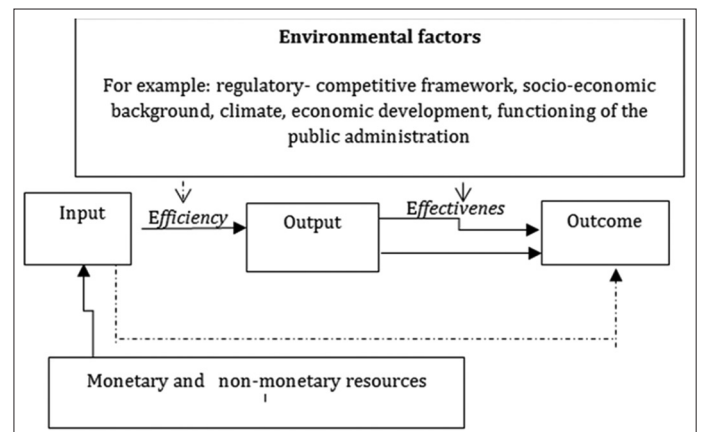 Environmental factors
For example: regulatory- competitive framework, socio-economic
background, climate, economic development, functioning of the
public administration
Input
Efficiency
Output
Effectivenes
Outcome
Monetary and non-monetary resources